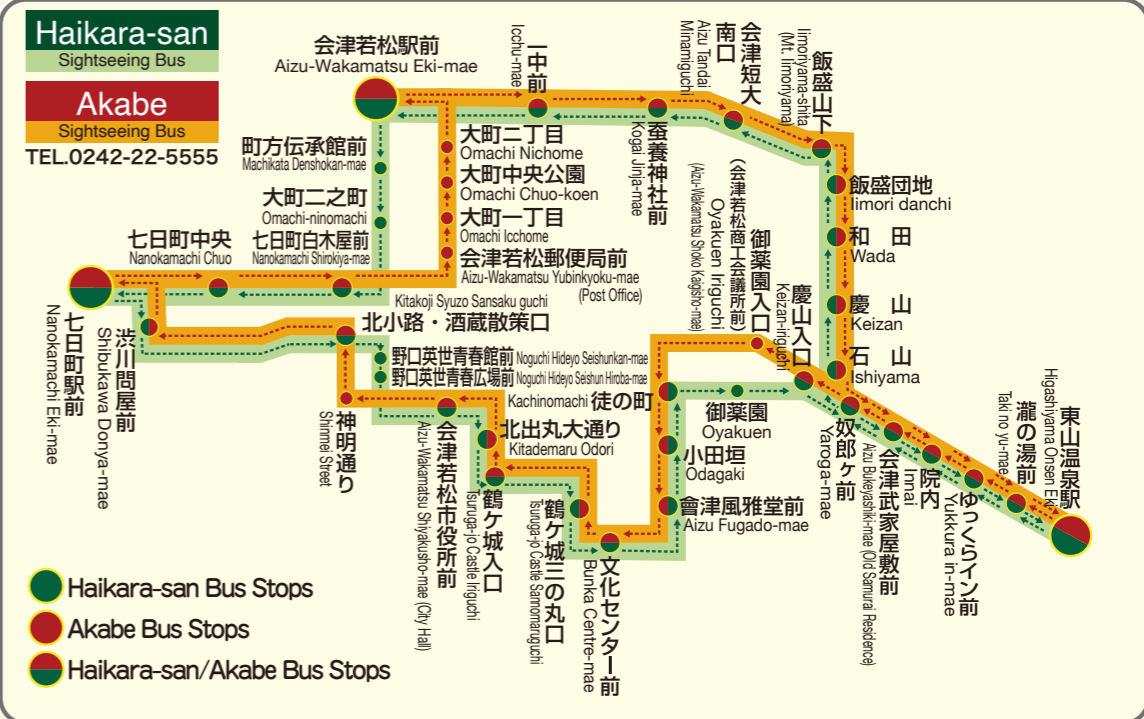 Haikara-san
Sightseeing Bus
Akabe
Sightseeing Bus
TEL.0242-22-5555
会津若松駅前
Aizu-Wakamatsu Eki-mae
一中前
Icchu-mae
蚕養神社前
Kogai Jinja-mae
会津短大
南口
Aizu Tandai
Minamiguchi
飯盛山下
Iimoriyama-shita
(Mt. Iimoriyama)
町方伝承館前
Machikata Denshokan-mae
大町二之町
Omachi-ninomachi
大町二丁目
Omachi Nichome
大町中央公園
Omachi Chuo-koen
大町一丁目
Omachi Icchome
会津若松郵便局前
Aizu-Wakamatsu Yubinkyoku-mae
(Post Office)
七日町中央
Nanokamachi Chuo
七日町白木屋前
Nanokamachi Shirokiya-mae
七日町駅前
Nanokamachi Eki-mae
渋川問屋前
Shibukawa Donya-mae
Kitakoji Syuzo Sansaku guchi
北小路・酒蔵散策口
野口英世青春館前 Noguchi Hideyo Seishunkan-mae
野口英世青春広場前 Noguchi Hideyo Seishun Hiroba-mae
神明通り
Shinmei Street
会津若松市役所前
Aizu-Wakamatsu Shiyakusho-mae (City Hall)
北出丸大通り
Kitademaru Odori
鶴ケ城入口
Tsuruga-jo Castle Iriguchi
鶴ケ城三の丸口
Tsuruga-jo Castle Sannomaruguchi
文化センター前
Bunka Centre-mae
會津風雅堂前
Aizu Fugado-mae
小田垣
Odagaki
Kachinomachi 徒の町
御薬園
Oyakuen
御薬園入口
(会津若松商工会議所前)
Oyakuen Iriguchi
(Aizu-Wakamatsu Shoko Kaigisho-mae)
慶山入口
Keizan-iriguchi
飯盛団地
Iimori danchi
和田
Wada
慶山
Keizan
石山
Ishiyama
奴郎ヶ前
Yaroga-mae
会津武家屋敷前
Aizu Bukeyashiki-mae (Old Samurai Residence)
院内
Innai
ゆっくらイン前
Yukkura in-mae
瀧の湯前
Taki no yu-mae
東山温泉駅
Higashiyama Onsen Eki
Haikara-san Bus Stops
Akabe Bus Stops
Haikara-san/Akabe Bus Stops